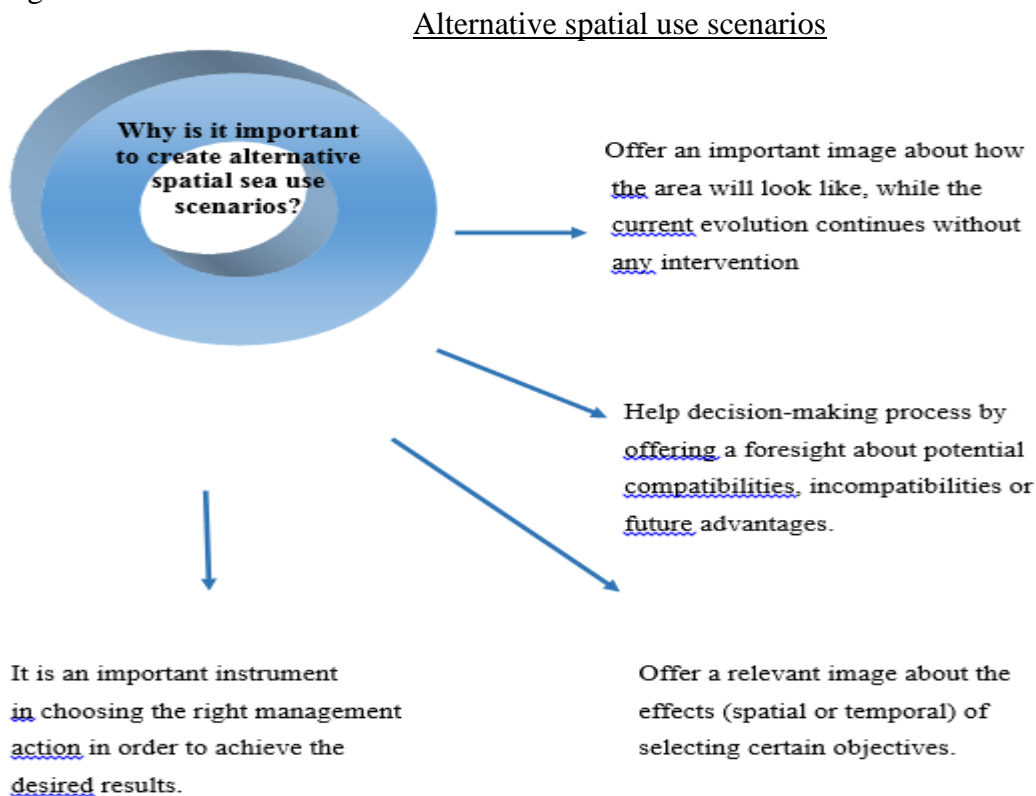 Alternative spatial use scenarios
Why is it important
to create alternative
spatial sea use
scenarios?
Offer an important image about how
the area will look like, while the
current evolution continues without
any intervention
Help decision-making process by
offering a foresight about potential
compatibilities, incompatibilities or
future advantages.
It is an important instrument
in choosing the right management
action in order to achieve the
desired results.
Offer a relevant image about the
effects (spatial or temporal) of
selecting certain objectives.